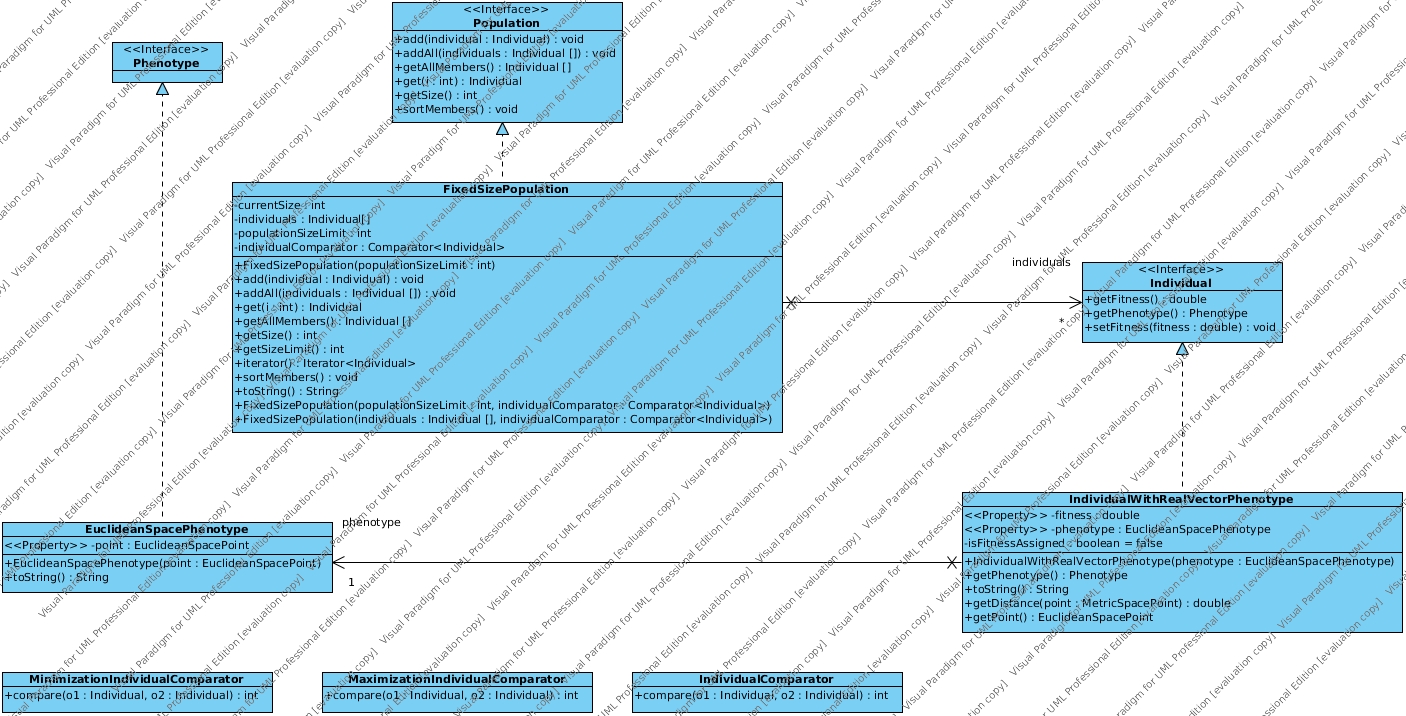 <<Interface>>
Population
+add(individual : Individual) : void
+addAll(individuals : Individual []) : void
+getAllMembers() : Individual []
+get(i : int) : Individual
+getSize() : int
+sortMembers() : void
<<Interface>>
Phenotype
FixedSizePopulation
-currentSize : int
-individuals : Individual[]
-populationSizeLimit : int
-individualComparator : Comparator<Individual>
+FixedSizePopulation(populationSizeLimit : int)
+add(individual : Individual) : void
+addAll(individuals : Individual []) : void
+get(i : int) : Individual
+getAllMembers() : Individual []
+getSize() : int
+getSizeLimit() : int
+iterator() : Iterator<Individual>
+sortMembers() : void
+toString() : String
+FixedSizePopulation(populationSizeLimit : int, individualComparator : Comparator<Individual>)
+FixedSizePopulation(individuals : Individual [], individualComparator : Comparator<Individual>)
individuals
*
<<Interface>>
Individual
+getFitness() : double
+getPhenotype() : Phenotype
+setFitness(fitness : double) : void
EuclideanSpacePhenotype
<<Property>> -point : EuclideanSpacePoint
+EuclideanSpacePhenotype(point : EuclideanSpacePoint)
+toString() : String
phenotype
1
IndividualWithRealVectorPhenotype
<<Property>> -fitness : double
<<Property>> -phenotype : EuclideanSpacePhenotype
-isFitnessAssigned : boolean = false
+IndividualWithRealVectorPhenotype(phenotype : EuclideanSpacePhenotype)
+getPhenotype() : Phenotype
+toString() : String
+getDistance(point : MetricSpacePoint) : double
+getPoint() : EuclideanSpacePoint
MinimizationIndividualComparator
+compare(o1 : Individual, o2 : Individual) : int
MaximizationIndividualComparator
+compare(o1 : Individual, o2 : Individual) : int
IndividualComparator
+compare(o1 : Individual, o2 : Individual) : int
Visual Paradigm for UML Professional Edition [evaluation copy]